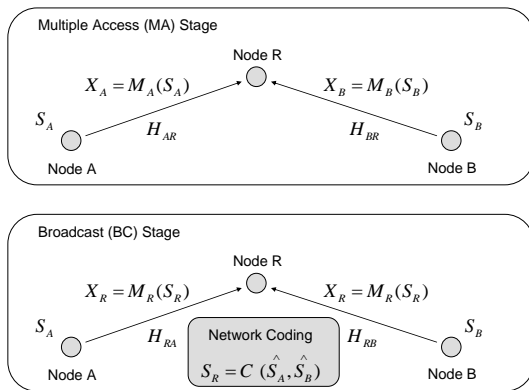 Multiple Access (MA) Stage
Node R
X_A = M_A(S_A)
X_B = M_B(S_B)
S_A
S_B
H_AR
H_BR
Node A
Node B
Broadcast (BC) Stage
Node R
X_R = M_R(S_R)
X_R = M_R(S_R)
S_A
S_B
H_RA
H_RB
Network Coding
S_R = C (Ŝ_A, Ŝ_B)
Node A
Node B